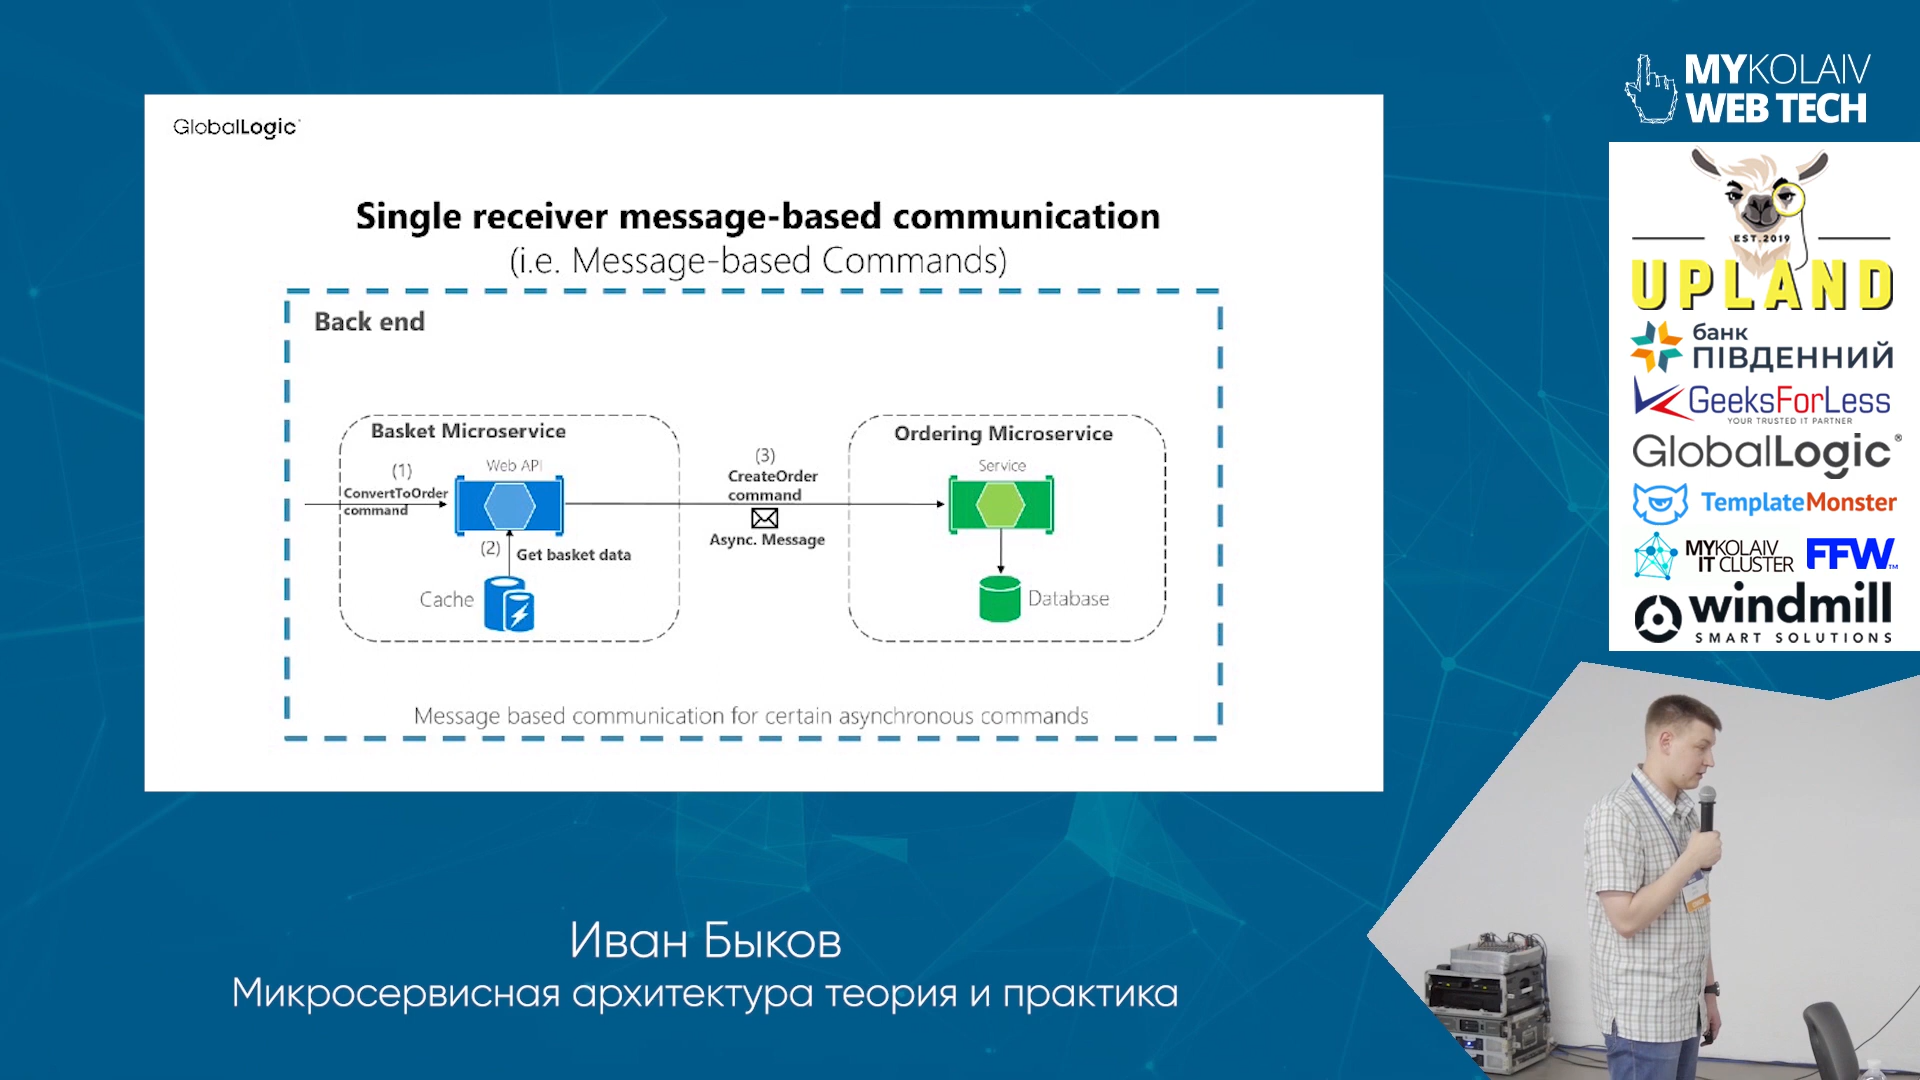 GlobalLogic
Single receiver message-based communication
(i.e. Message-based Commands)
Back end
Basket Microservice
Web API
(1)
ConvertToOrder
command
(2)
Get basket data
Cache
(3)
CreateOrder
command
Async. Message
Ordering Microservice
Service
Database
Message based communication for certain asynchronous commands
Иван Быков
Микросервисная архитектура теория и практика
MYKOLAIV
WEB TECH
EST.2019
UPLAND
банк
ПІВДЕННИЙ
GeeksForLess
YOUR TRUSTED IT PARTNER
GlobalLogic®
TemplateMonster
MYKOLAIV
IT CLUSTER
FFW™
windmill
SMART SOLUTIONS